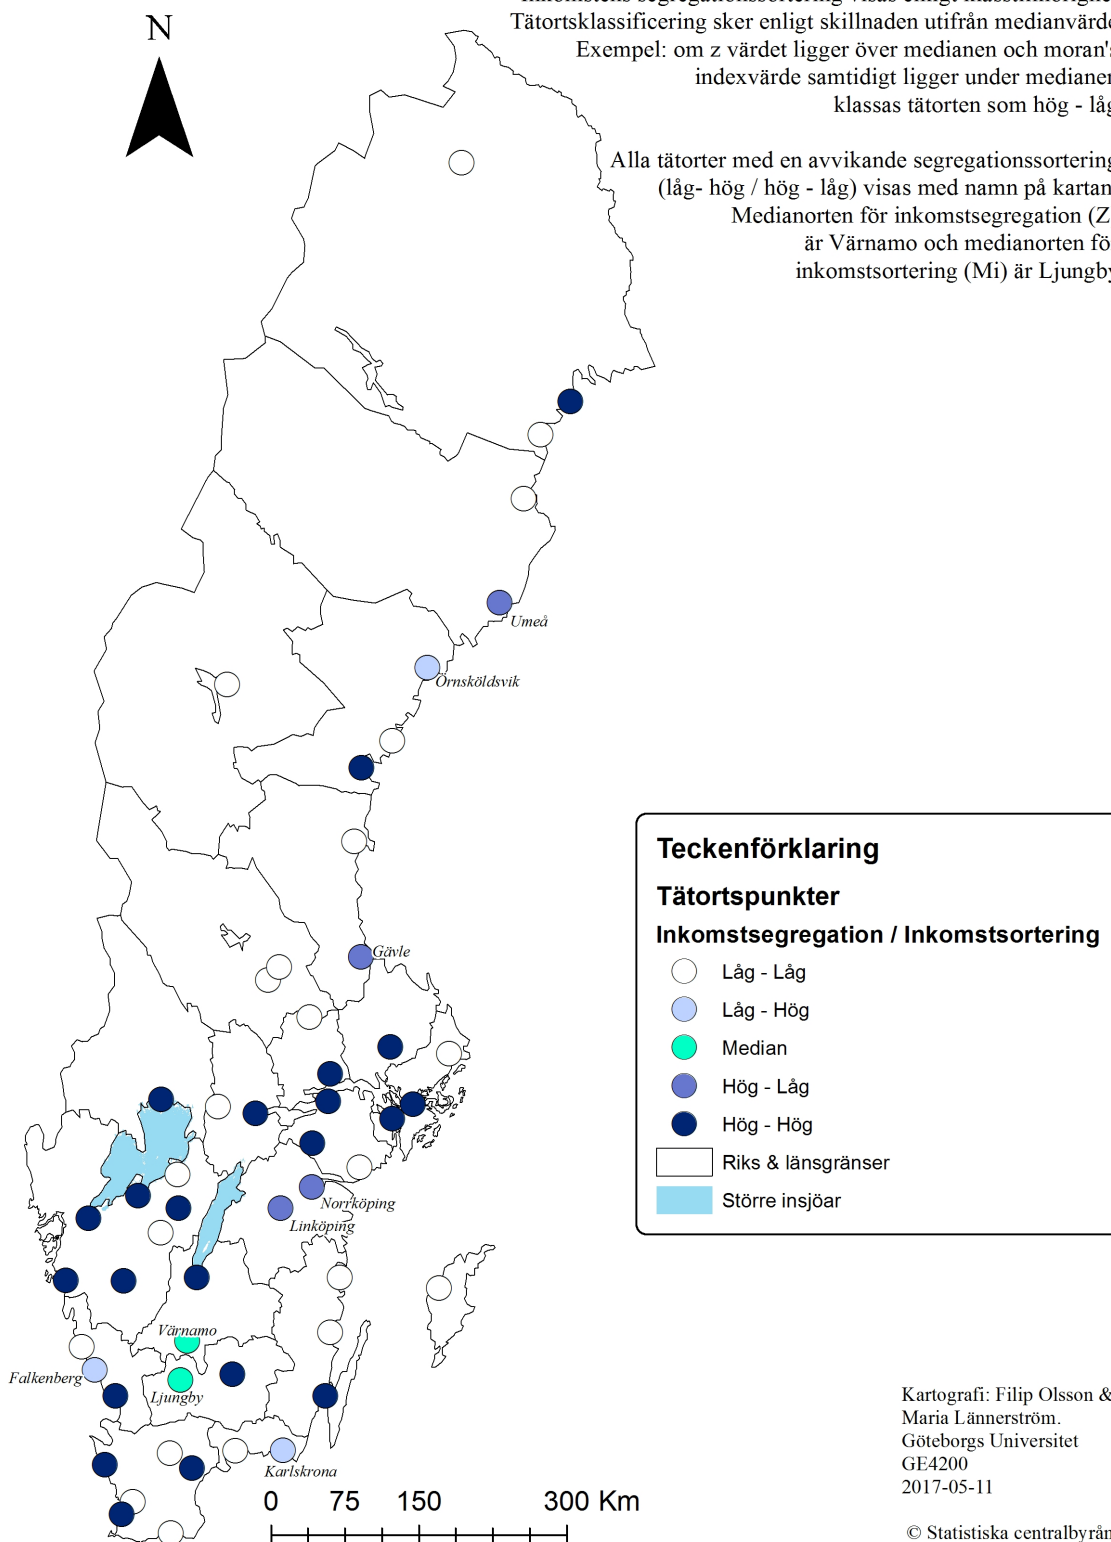 Tätortsklassificering sker enligt skillnaden utifrån medianvärde
Exempel: om z värdet ligger över medianen och moran's
indexvärde samtidigt ligger under medianen
klassas tätorten som hög - låg
Alla tätorter med en avvikande segregationssortering
(låg- hög / hög - låg) visas med namn på kartan
Medianorten för inkomstsegregation (Z)
är Värnamo och medianorten för
inkomstsortering (Mi) är Ljungby
N
Umeå
Örnsköldsvik
Gävle
Norrköping
Linköping
Värnamo
Falkenberg
Ljungby
Karlskrona
Teckenförklaring
Tätortspunkter
Inkomstsegregation / Inkomstsortering
Låg - Låg
Låg - Hög
Median
Hög - Låg
Hög - Hög
Riks & länsgränser
Större insjöar
Kartografi: Filip Olsson &
Maria Lännerström.
Göteborgs Universitet
GE4200
2017-05-11
© Statistiska centralbyrån
0 75 150 300 Km